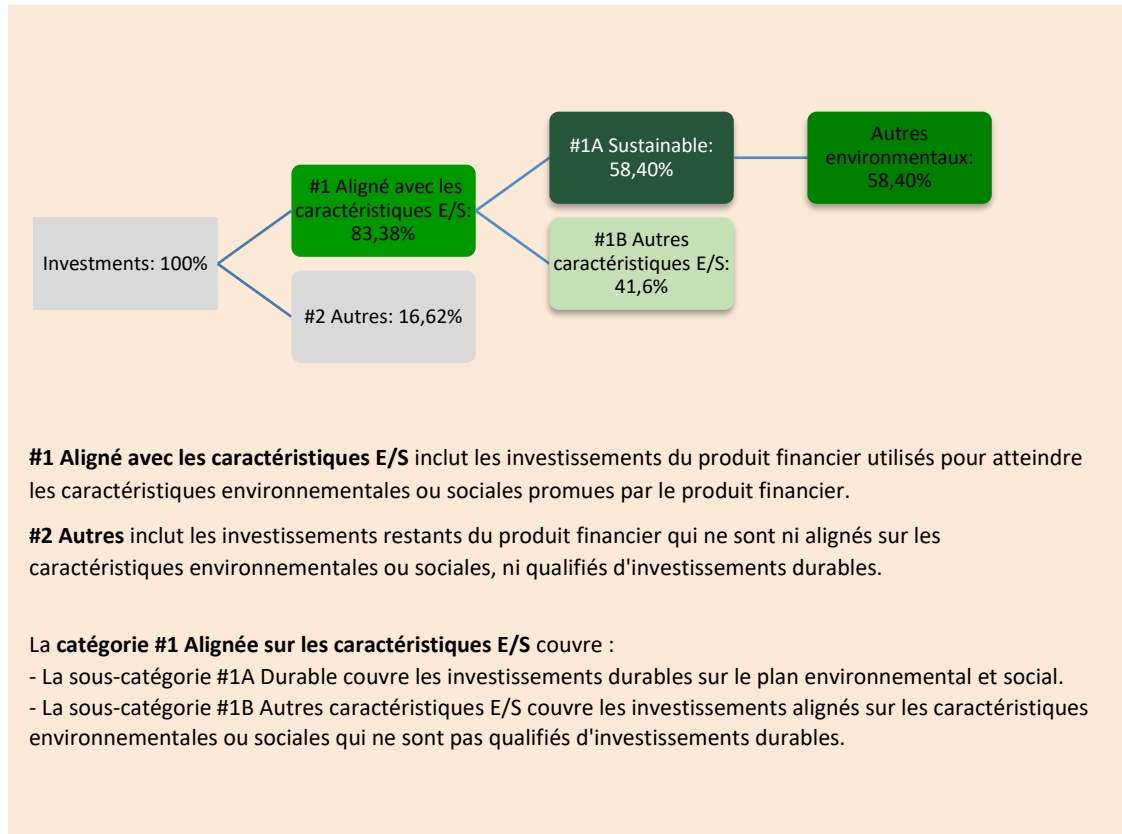 #1A Sustainable:
58,40%
Autres
environmentaux:
58,40%
#1 Aligné avec les
caractéristiques E/S:
83,38%
Investments: 100%
#1B Autres
caractéristiques E/S:
41,6%
#2 Autres: 16,62%
#1 Aligné avec les caractéristiques E/S inclut les investissements du produit financier utilisés pour atteindre
les caractéristiques environnementales ou sociales promues par le produit financier.
#2 Autres inclut les investissements restants du produit financier qui ne sont ni alignés sur les
caractéristiques environnementales ou sociales, ni qualifiés d'investissements durables.
La catégorie #1 Alignée sur les caractéristiques E/S couvre :
- La sous-catégorie #1A Durable couvre les investissements durables sur le plan environnemental et social.
- La sous-catégorie #1B Autres caractéristiques E/S couvre les investissements alignés sur les caractéristiques
environnementales ou sociales qui ne sont pas qualifiés d'investissements durables.